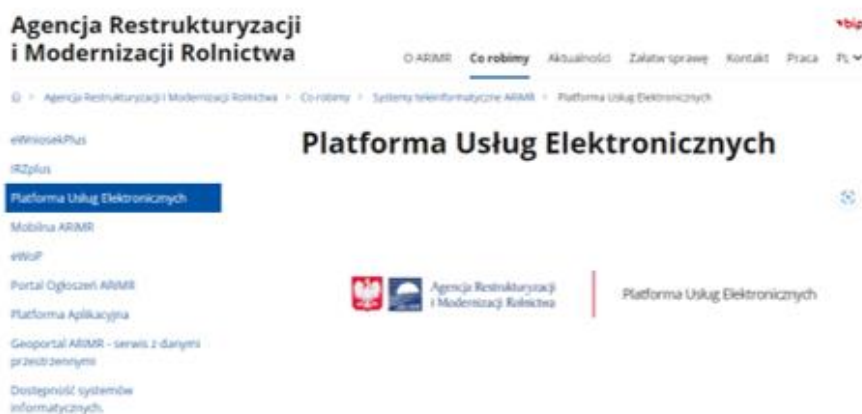 Agencja Restrukturyzacji
i Modernizacji Rolnictwa
bip
O ARiMR Co robimy Aktualności Załatw sprawę Kontakt Praca PL
Agencja Restrukturyzacji i Modernizacji Rolnictwa > Co robimy > Systemy teleinformatyczne ARiMR > Platforma Usług Elektronicznych
eWniosekPlus
IRZplus
Platforma Usług Elektronicznych
Mobilna ARiMR
eWoP
Portal Ogłoszeń ARiMR
Platforma Aplikacyjna
Geoportal ARiMR - serwis z danymi
przestrzennymi
Dostępność systemów
informatycznych.
Platforma Usług Elektronicznych
Agencja Restrukturyzacji
i Modernizacji Rolnictwa
Platforma Usług Elektronicznych